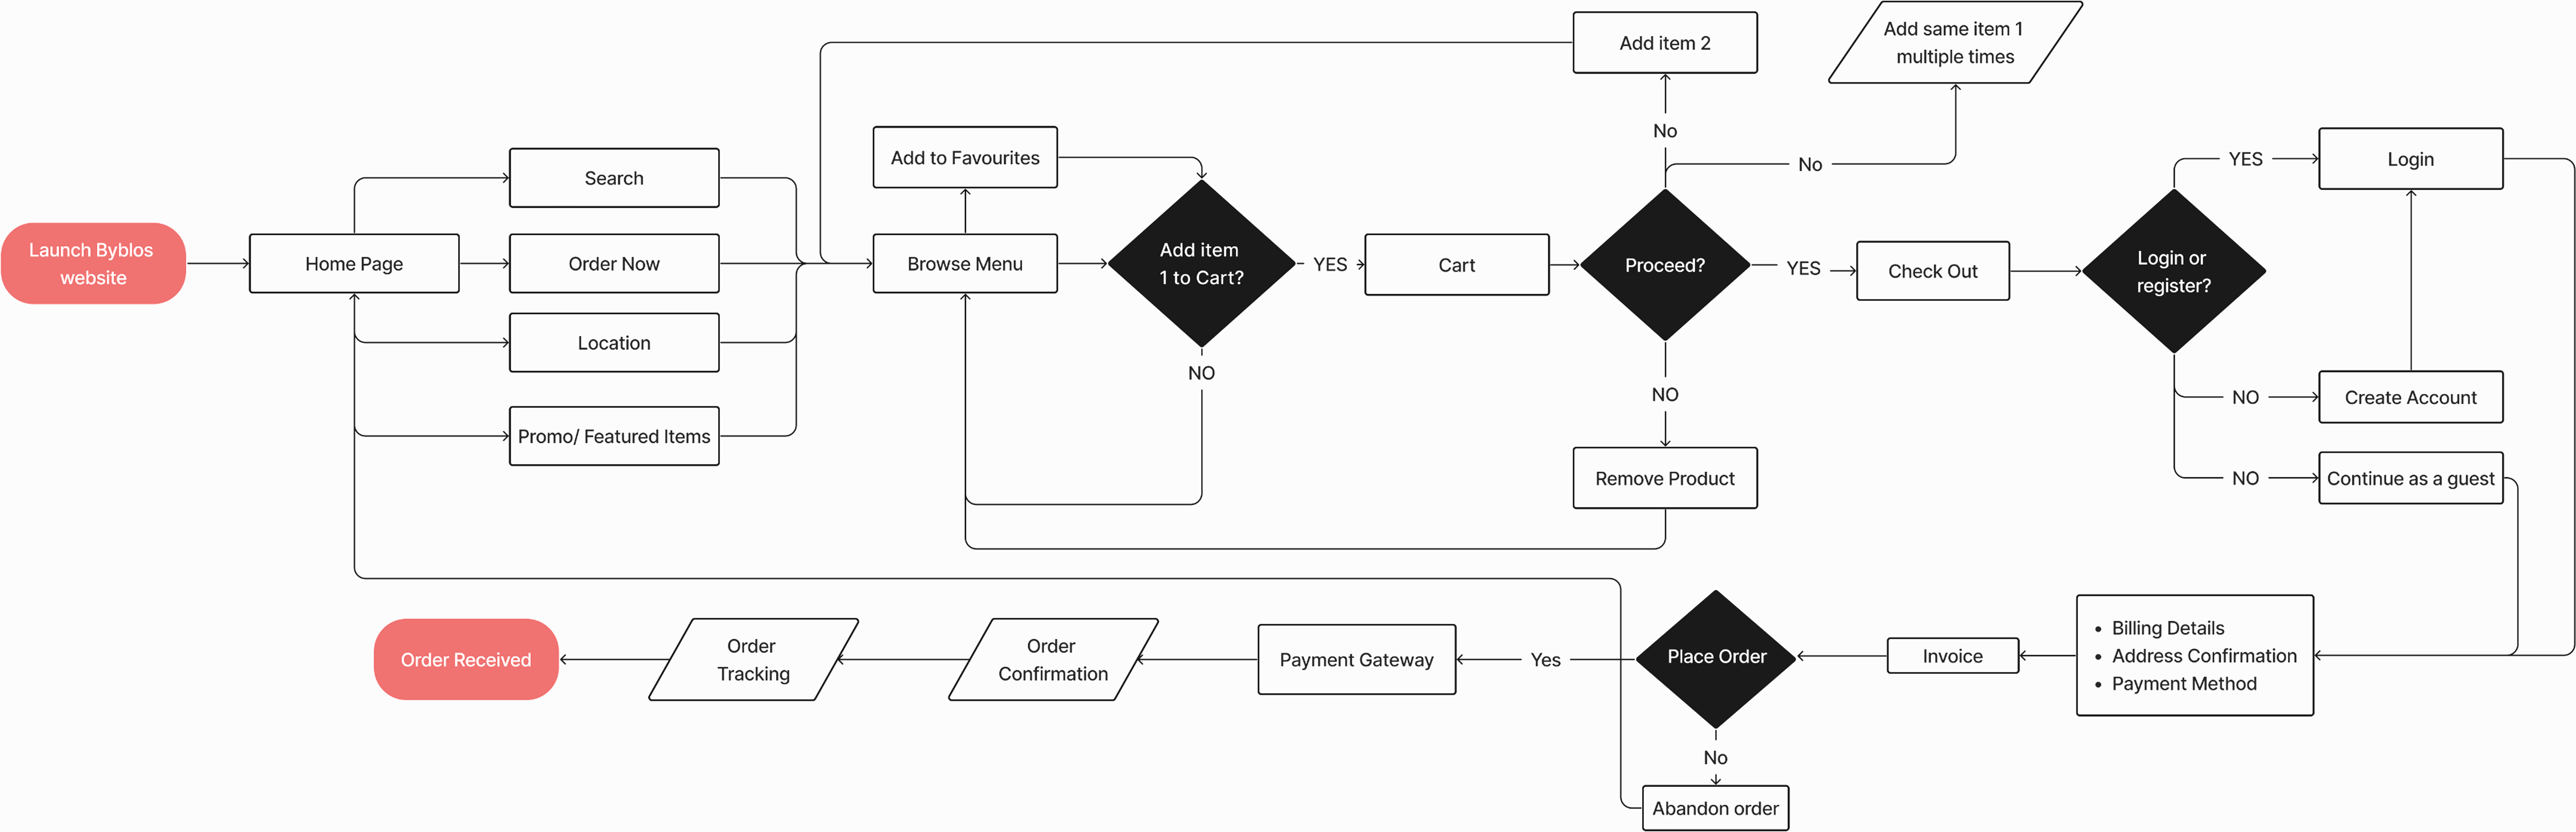 Add item 2
Add same item 1
multiple times
No
Add to Favourites
No
YES
Login
Search
Launch Byblos
website
Home Page
Order Now
Browse Menu
Add item
1 to Cart?
YES
Cart
Proceed?
YES
Check Out
Login or
register?
Location
NO
NO
NO
Create Account
Promo/ Featured Items
Remove Product
NO
Continue as a guest
Order Received
Order
Tracking
Order
Confirmation
Payment Gateway
Yes
Place Order
Invoice
• Billing Details
• Address Confirmation
• Payment Method
No
Abandon order